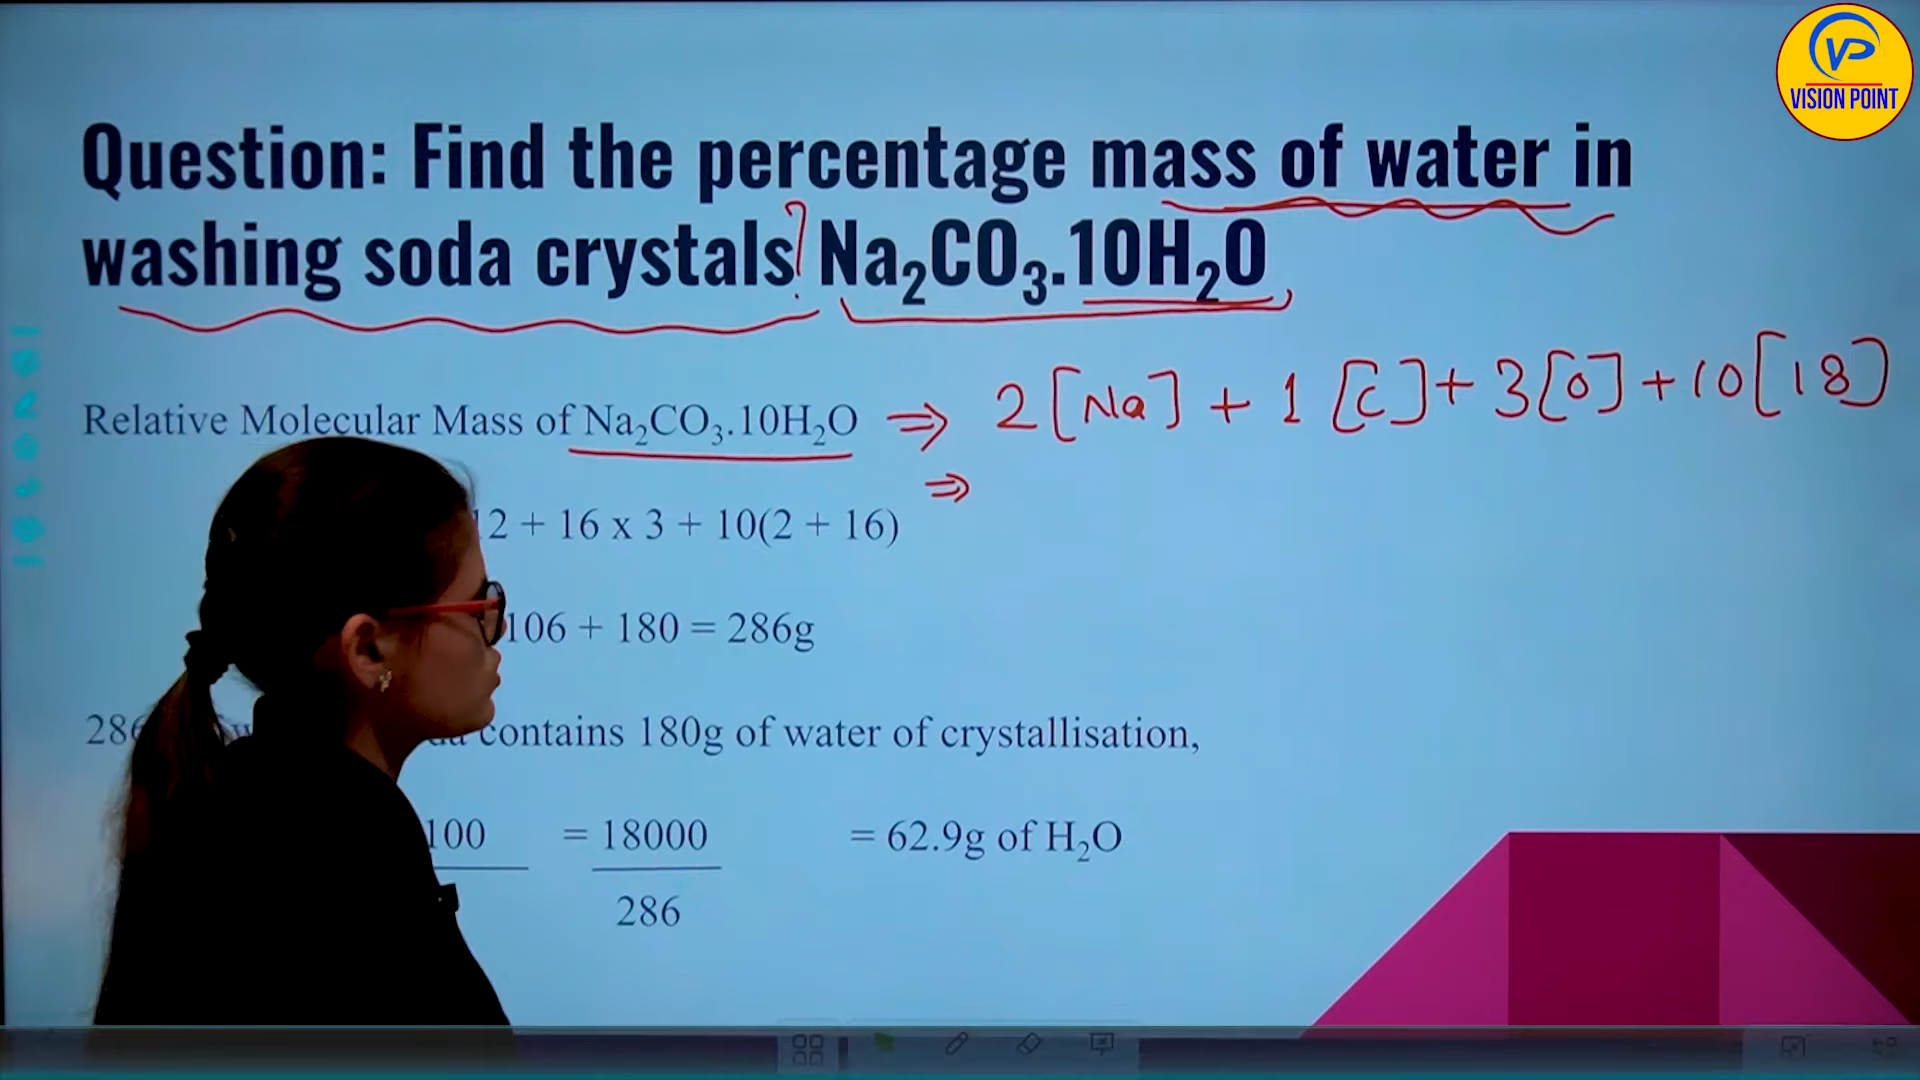 VP
VISION POINT
Question: Find the percentage mass of water in
washing soda crystals? Na₂CO₃.10H₂O
Relative Molecular Mass of Na₂CO₃.10H₂O ⇒ 2[Na] + 1[C] + 3[O] + 10[18]
⇒
12 + 16 x 3 + 10(2 + 16)
106 + 180 = 286g
contains 180g of water of crystallisation,
100 = 18000 = 62.9g of H₂O
286